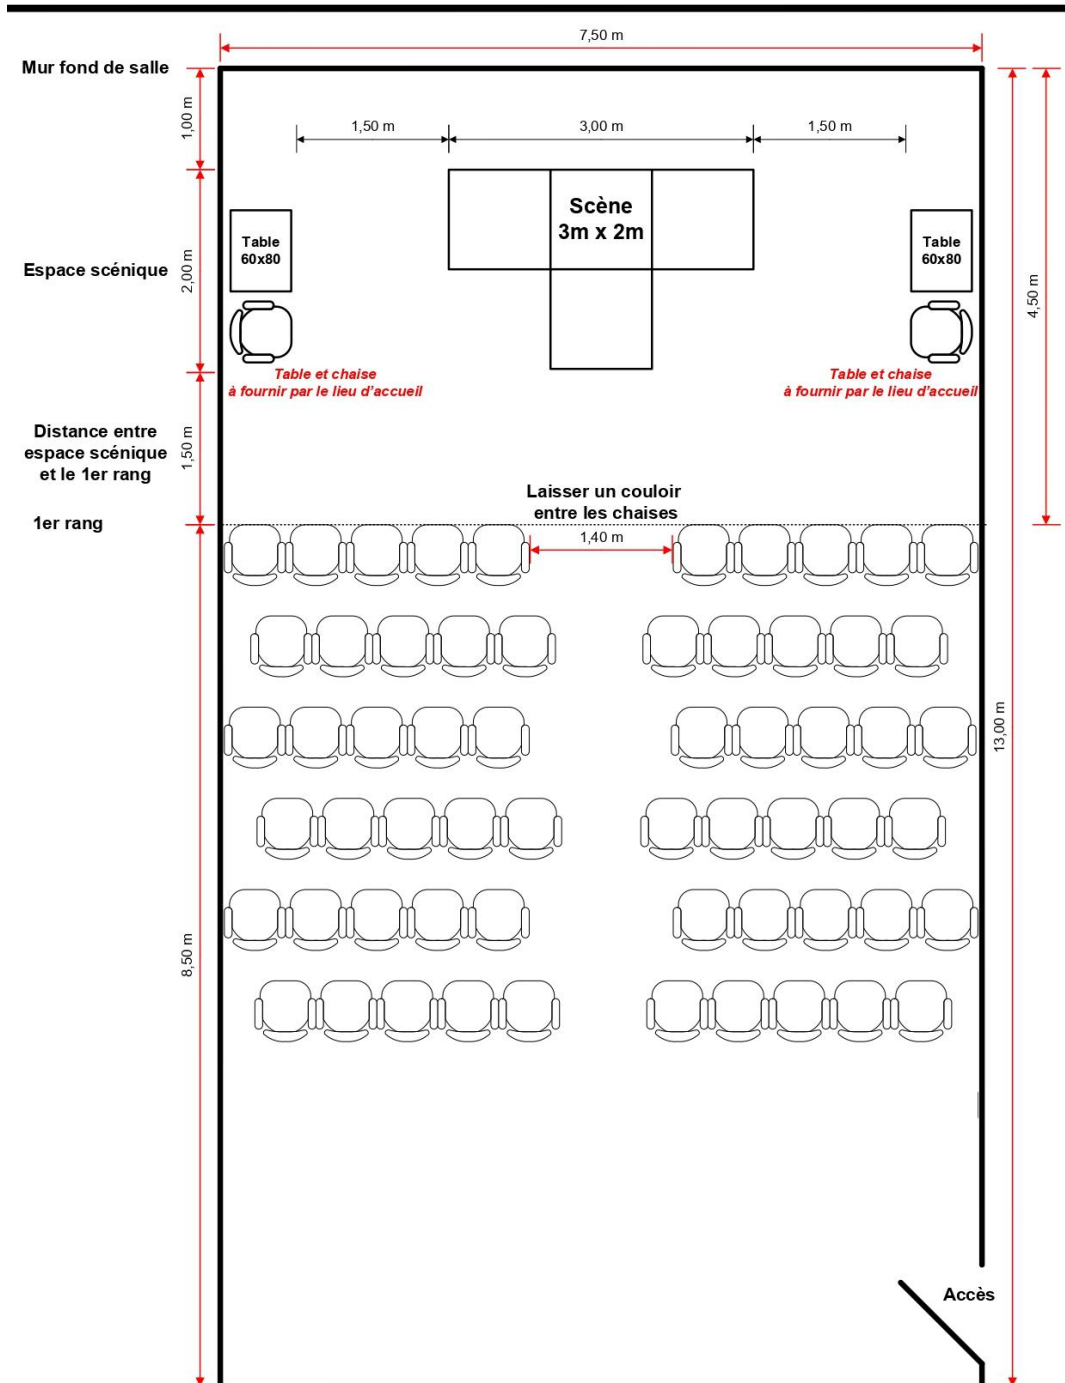 7,50 m
Mur fond de salle
1,00 m
1,50 m
3,00 m
1,50 m
Scène
3m x 2m
Table
60x80
Table
60x80
Espace scénique
2,00 m
4,50 m
Table et chaise
à fournir par le lieu d'accueil
Table et chaise
à fournir par le lieu d'accueil
Distance entre
espace scénique
et le 1er rang
1,50 m
Laisser un couloir
entre les chaises
1er rang
1,40 m
13,00 m
8,50 m
Accès